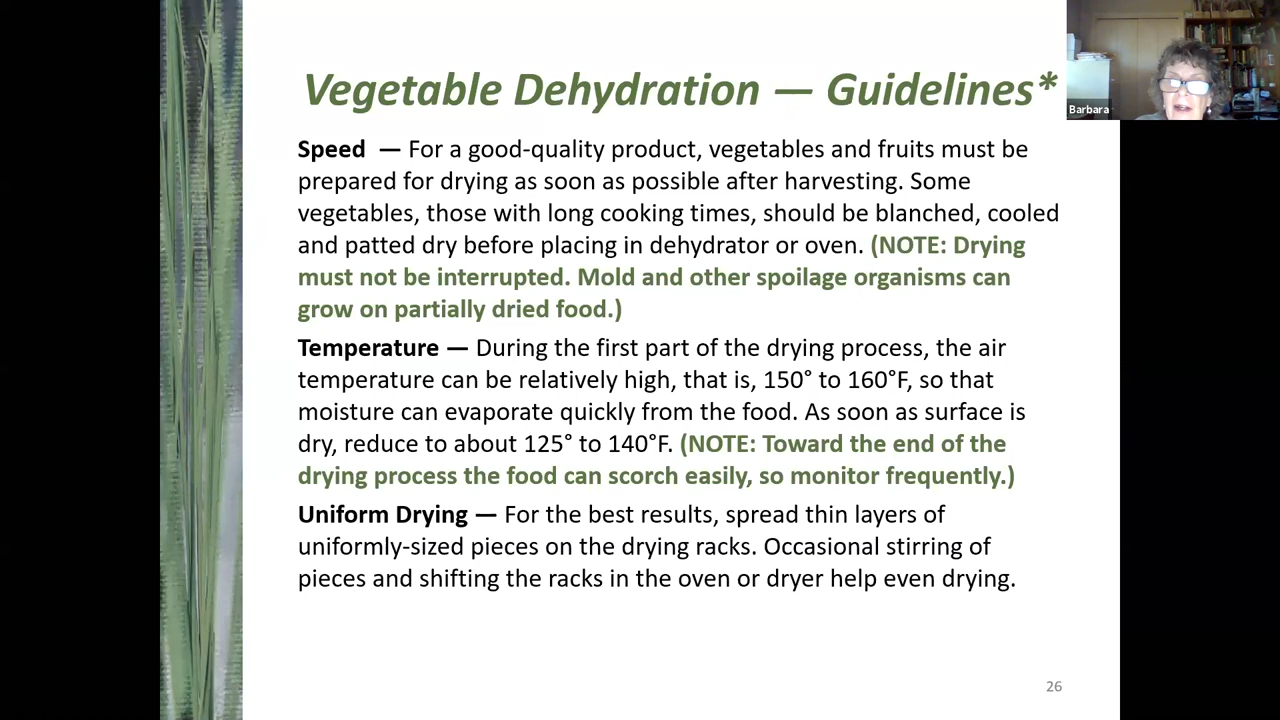 Vegetable Dehydration — Guidelines*
Barbara
Speed — For a good-quality product, vegetables and fruits must be
prepared for drying as soon as possible after harvesting. Some
vegetables, those with long cooking times, should be blanched, cooled
and patted dry before placing in dehydrator or oven. (NOTE: Drying
must not be interrupted. Mold and other spoilage organisms can
grow on partially dried food.)
Temperature — During the first part of the drying process, the air
temperature can be relatively high, that is, 150° to 160°F, so that
moisture can evaporate quickly from the food. As soon as surface is
dry, reduce to about 125° to 140°F. (NOTE: Toward the end of the
drying process the food can scorch easily, so monitor frequently.)
Uniform Drying — For the best results, spread thin layers of
uniformly-sized pieces on the drying racks. Occasional stirring of
pieces and shifting the racks in the oven or dryer help even drying.
26